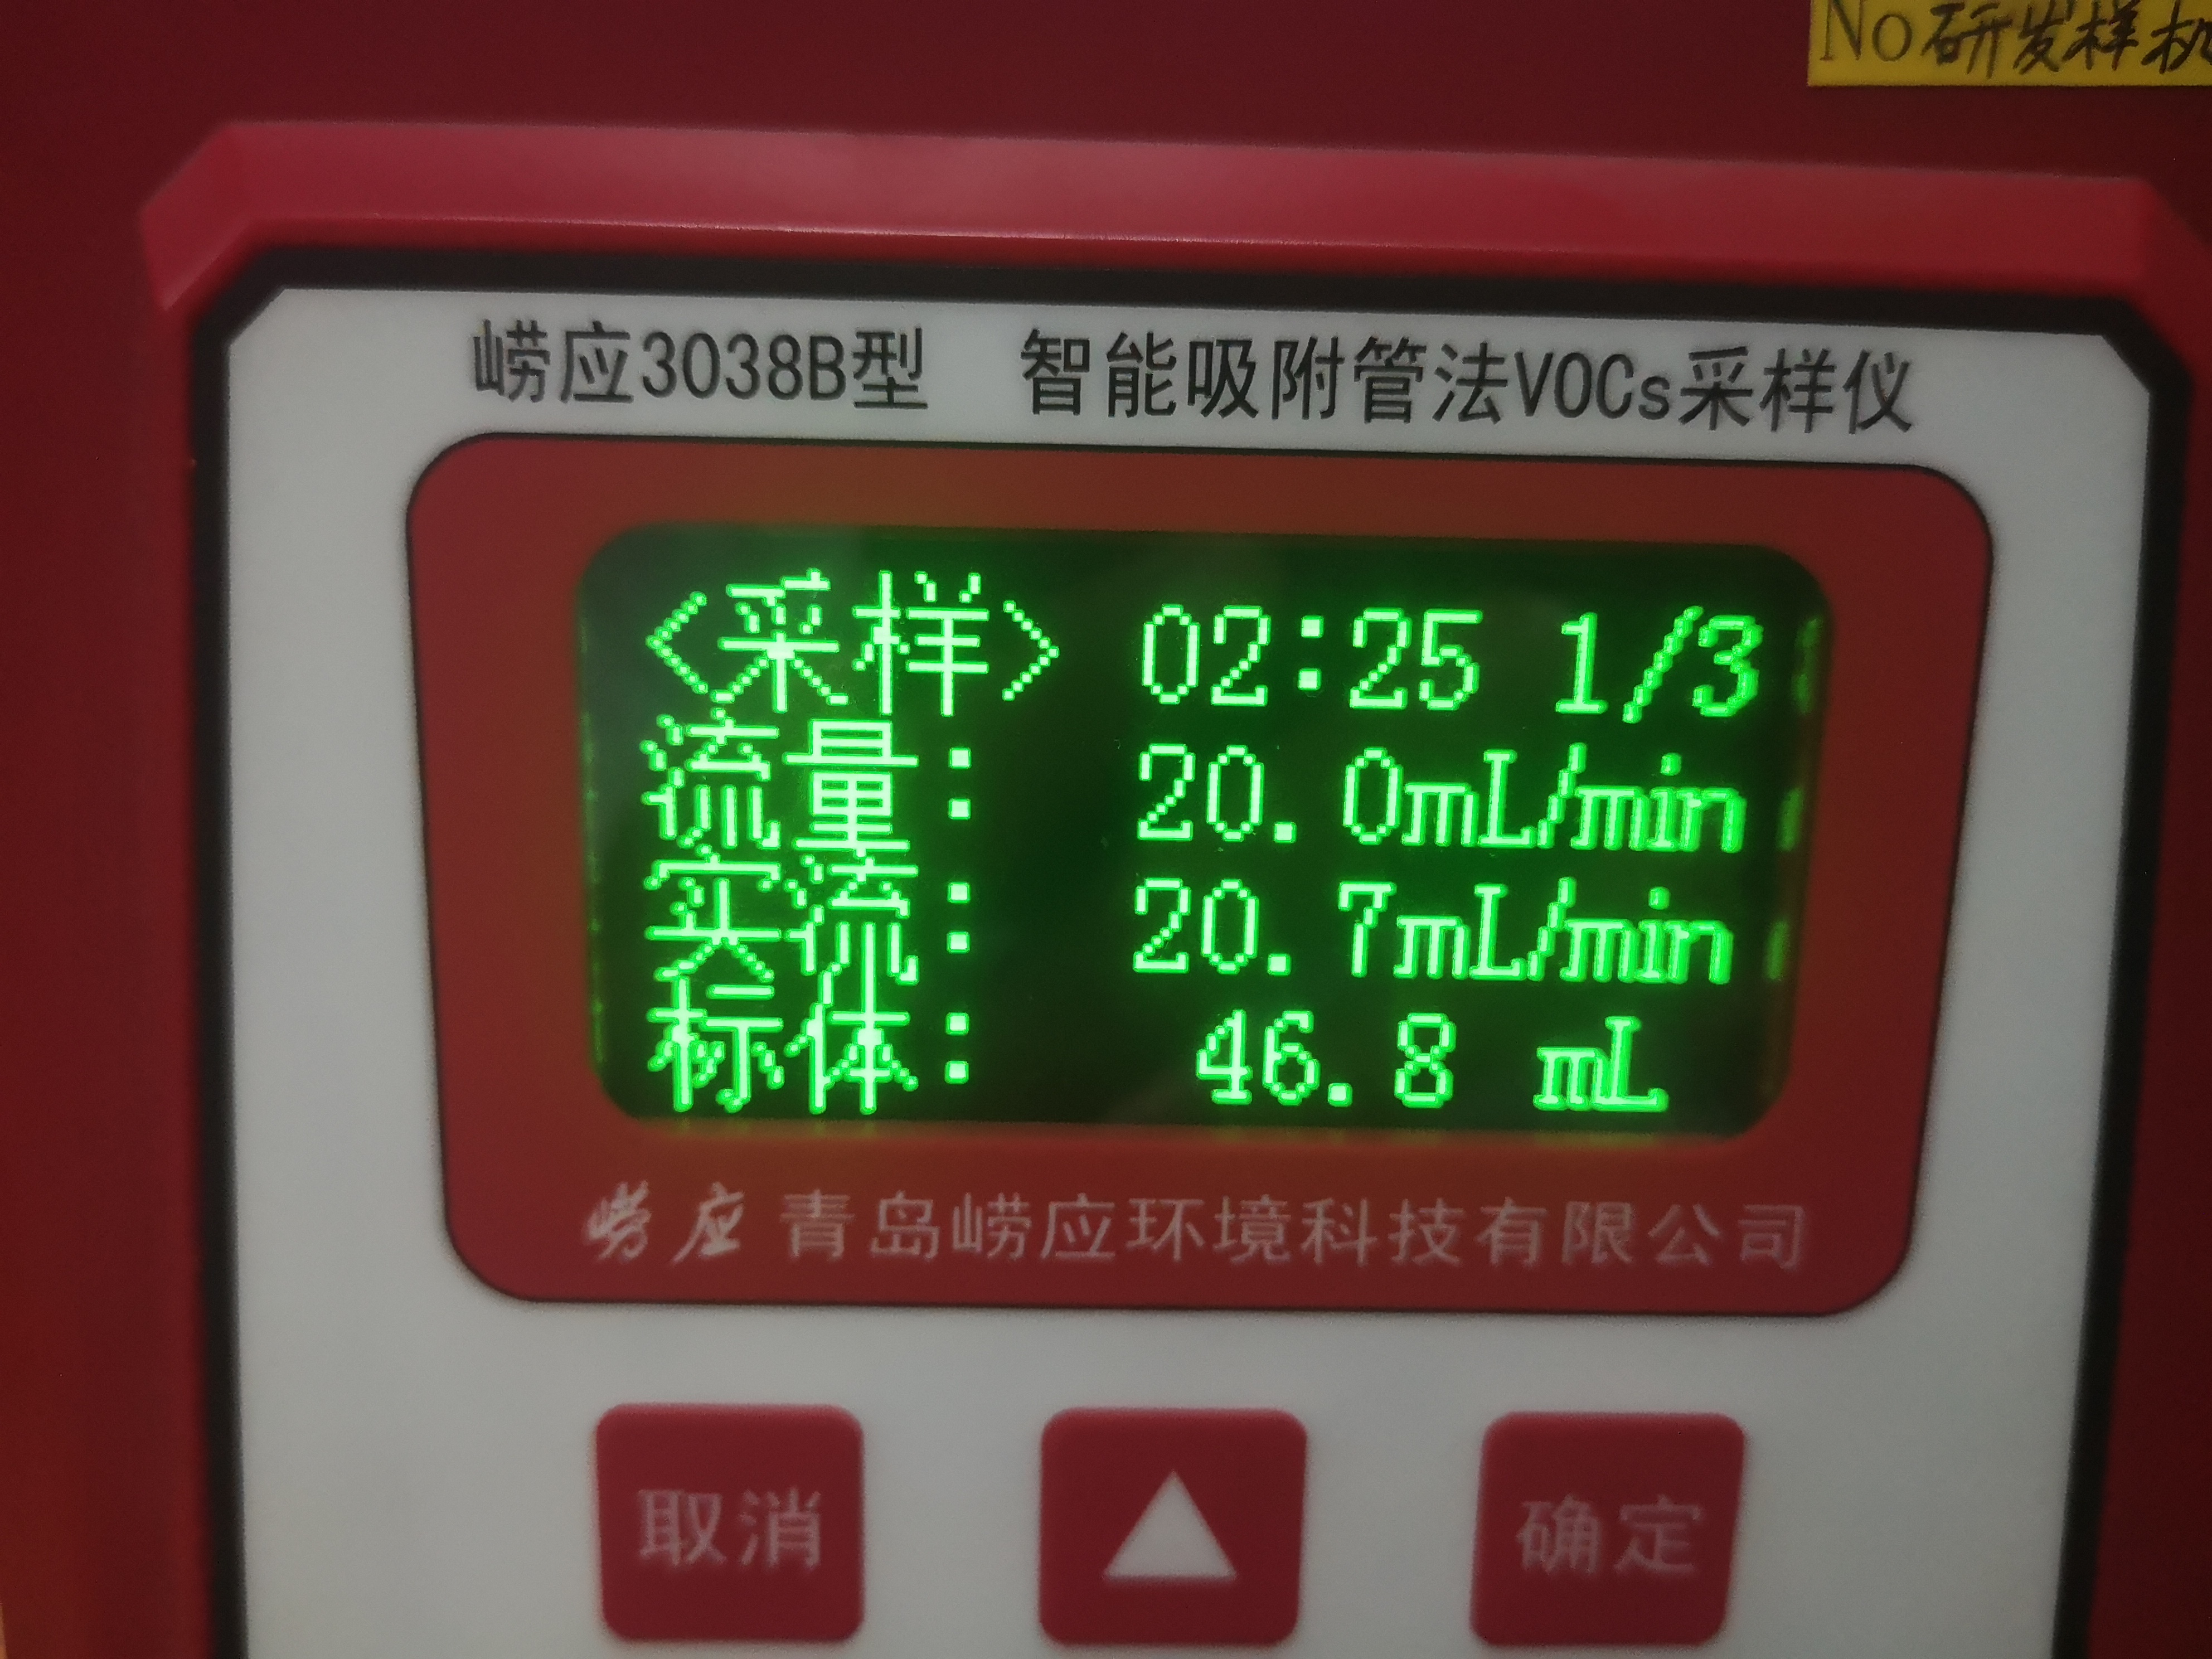 No研发样机
崂应3038B型 智能吸附管法VOCs采样仪
<采样> 02:25 1/3
流量: 20.0mL/min
实流: 20.7mL/min
标体: 46.8 mL
崂应 青岛崂应环境科技有限公司
取消 ▲ 确定